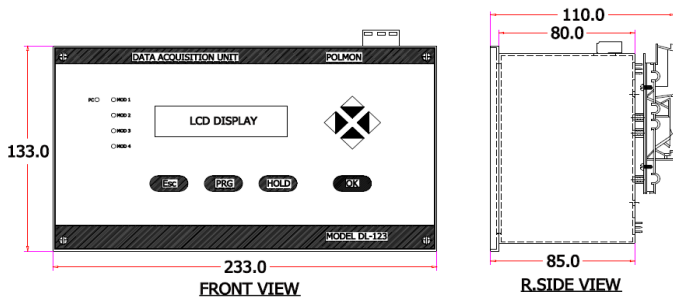 110.0
80.0
DATA ACQUISITION UNIT POLMON
PC MOD 1
MOD 2
MOD 3
MOD 4
LCD DISPLAY
133.0
Esc PRG HOLD OK
MODEL DL-123
233.0
85.0
FRONT VIEW
R.SIDE VIEW